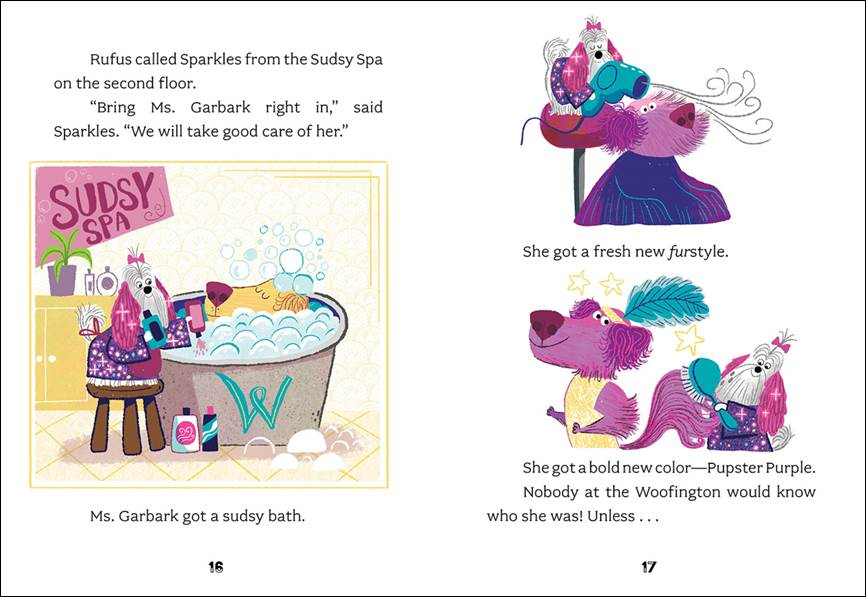 Rufus called Sparkles from the Sudsy Spa
on the second floor.
“Bring Ms. Garbark right in,” said
Sparkles. “We will take good care of her.”
SUDSY
SPA
W
Ms. Garbark got a sudsy bath.
16
She got a fresh new furstyle.
She got a bold new color—Pupster Purple.
Nobody at the Woofington would know
who she was! Unless . . .
17